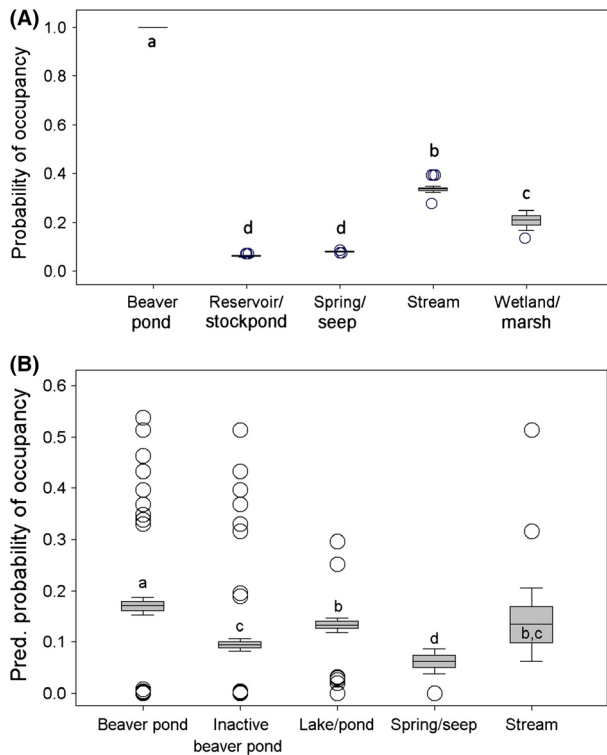 (A)
Probability of occupancy
1.0
0.8
0.6
0.4
0.2
0.0
a
d
d
b
c
Beaver pond
Reservoir/ stockpond
Spring/ seep
Stream
Wetland/ marsh
(B)
Pred. probability of occupancy
0.6
0.5
0.4
0.3
0.2
0.1
0.0
a
c
b
d
b,c
Beaver pond
Inactive beaver pond
Lake/pond
Spring/seep
Stream